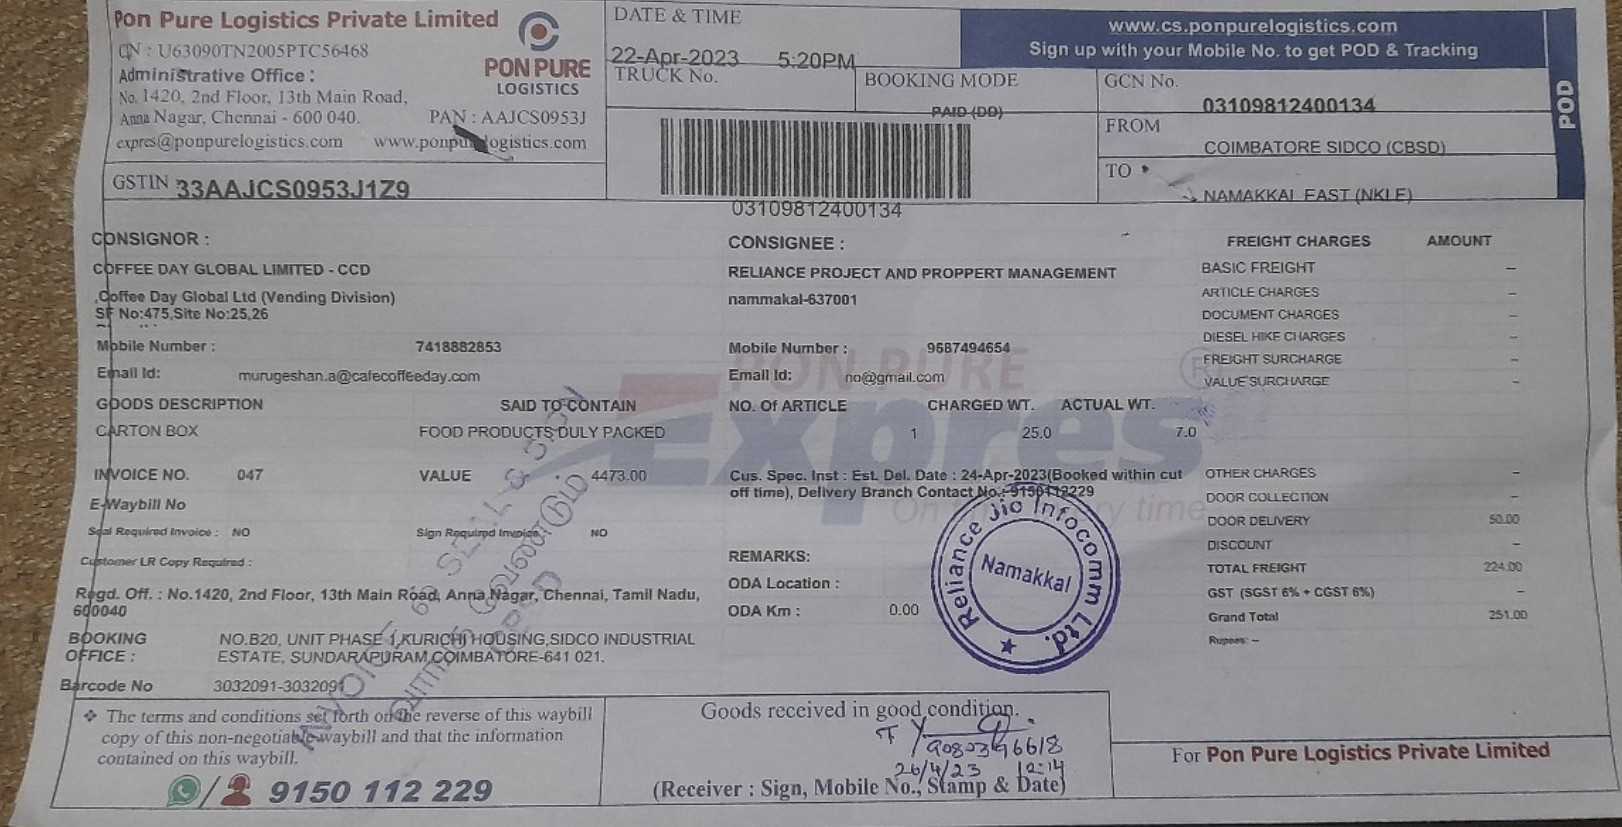 Pon Pure Logistics Private Limited
CIN : U63090TN2005PTC56468
Administrative Office :
No. 1420, 2nd Floor, 13th Main Road,
Anna Nagar, Chennai - 600 040. PAN : AAJCS0953J
expres@ponpurelogistics.com www.ponpurelogistics.com
PON PURE
LOGISTICS
GSTIN 33AAJCS0953J1Z9
DATE & TIME
22-Apr-2023 5:20PM
TRUCK No.
BOOKING MODE
PAID (DD)
03109812400134
www.cs.ponpurelogistics.com
Sign up with your Mobile No. to get POD & Tracking
GCN No.
03109812400134
FROM
COIMBATORE SIDCO (CBSD)
TO
NAMAKKAL EAST (NKLE)
POD
CONSIGNOR :
COFFEE DAY GLOBAL LIMITED - CCD
,Coffee Day Global Ltd (Vending Division)
SF No:475,Site No:25,26
Mobile Number : 7418882853
Email Id: murugeshan.a@cafecoffeeday.com
CONSIGNEE :
RELIANCE PROJECT AND PROPPERT MANAGEMENT
nammakal-637001
Mobile Number : 9687494654
Email Id: no@gmail.com
FREIGHT CHARGES AMOUNT
BASIC FREIGHT –
ARTICLE CHARGES –
DOCUMENT CHARGES –
DIESEL HIKE CHARGES –
FREIGHT SURCHARGE –
VALUE SURCHARGE –
GOODS DESCRIPTION SAID TO CONTAIN NO. Of ARTICLE CHARGED WT. ACTUAL WT.
CARTON BOX FOOD PRODUCTS DULY PACKED 1 25.0 7.0
INVOICE NO. 047 VALUE 4473.00
E-Waybill No
Seal Required Invoice : NO Sign Required Invoice NO
Customer LR Copy Required :
Cus. Spec. Inst : Est. Del. Date : 24-Apr-2023(Booked within cut
off time), Delivery Branch Contact No.:-9150112229
REMARKS:
ODA Location :
ODA Km : 0.00
OTHER CHARGES –
DOOR COLLECTION –
DOOR DELIVERY 50.00
DISCOUNT –
TOTAL FREIGHT 224.00
GST (SGST 6% + CGST 6%) –
Grand Total 251.00
Rupees: –
PON PURE
Expres
Reliance Jio Infocomm Ltd.
Namakkal
Regd. Off. : No.1420, 2nd Floor, 13th Main Road, Anna Nagar, Chennai, Tamil Nadu,
600040
BOOKING OFFICE : NO.B20, UNIT PHASE 1,KURICHI HOUSING,SIDCO INDUSTRIAL
ESTATE, SUNDARAPURAM,COIMBATORE-641 021.
Barcode No 3032091-3032091
❖ The terms and conditions set forth on the reverse of this waybill
copy of this non-negotiable waybill and that the information
contained on this waybill.
9150 112 229
Goods received in good condition.
26/4/23 12:14
(Receiver : Sign, Mobile No., Stamp & Date)
For Pon Pure Logistics Private Limited